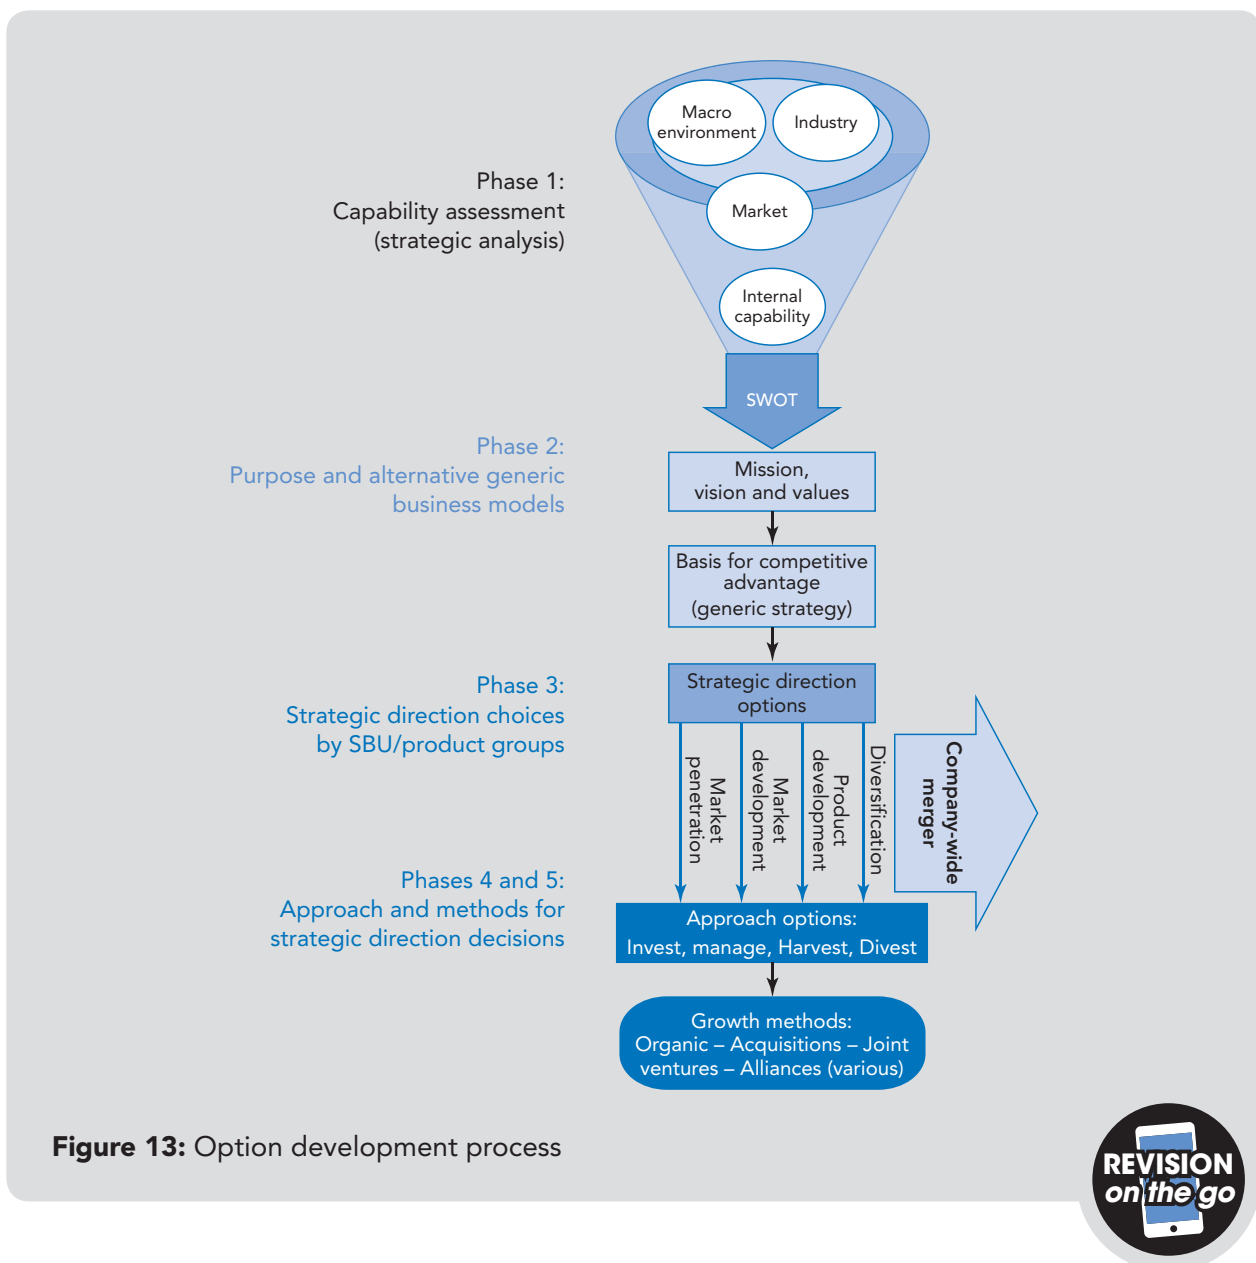 Macro
environment
Industry
Phase 1:
Capability assessment
(strategic analysis)
Market
Internal
capability
SWOT
Phase 2:
Purpose and alternative generic
business models
Mission,
vision and values
Basis for competitive
advantage
(generic strategy)
Phase 3:
Strategic direction choices
by SBU/product groups
Strategic direction
options
Market
penetration
Market
development
Product
development
Diversification
Company-wide
merger
Phases 4 and 5:
Approach and methods for
strategic direction decisions
Approach options:
Invest, manage, Harvest, Divest
Growth methods:
Organic – Acquisitions – Joint
ventures – Alliances (various)
Figure 13: Option development process
REVISION
on the go